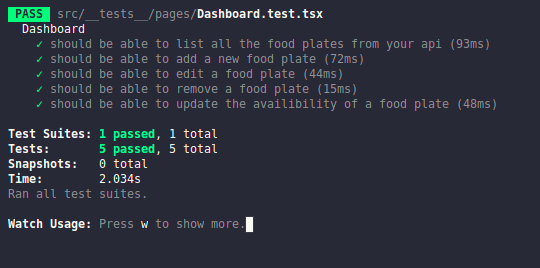 PASS src/__tests__/pages/Dashboard.test.tsx
Dashboard
✓ should be able to list all the food plates from your api (93ms)
✓ should be able to add a new food plate (72ms)
✓ should be able to edit a food plate (44ms)
✓ should be able to remove a food plate (15ms)
✓ should be able to update the availibility of a food plate (48ms)
Test Suites: 1 passed, 1 total
Tests: 5 passed, 5 total
Snapshots: 0 total
Time: 2.034s
Ran all test suites.
Watch Usage: Press w to show more.